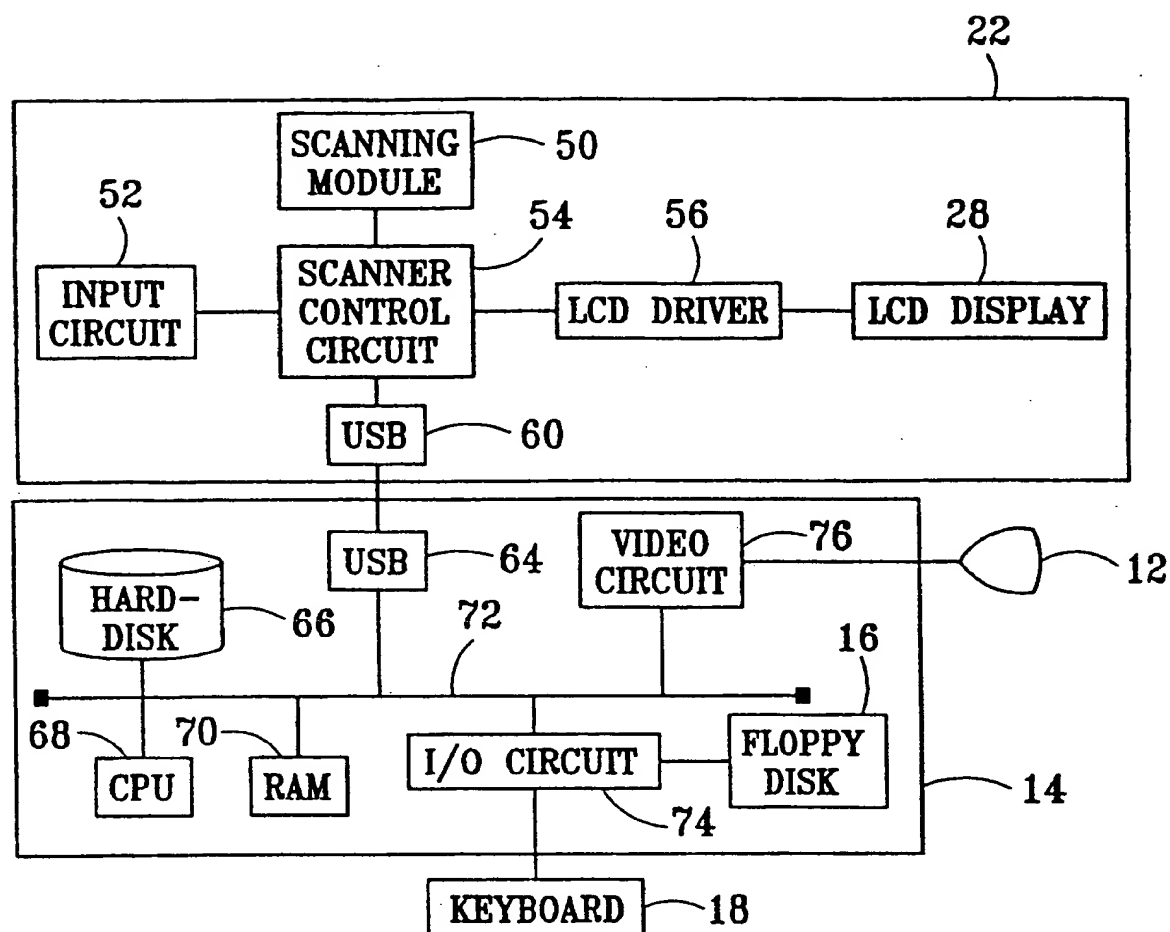 22
SCANNING
MODULE
50
52
54
56
28
INPUT
CIRCUIT
SCANNER
CONTROL
CIRCUIT
LCD DRIVER
LCD DISPLAY
USB
60
USB
64
VIDEO
CIRCUIT
76
12
HARD-
DISK
66
72
16
68
70
CPU
RAM
I/O CIRCUIT
74
FLOPPY
DISK
14
KEYBOARD
18